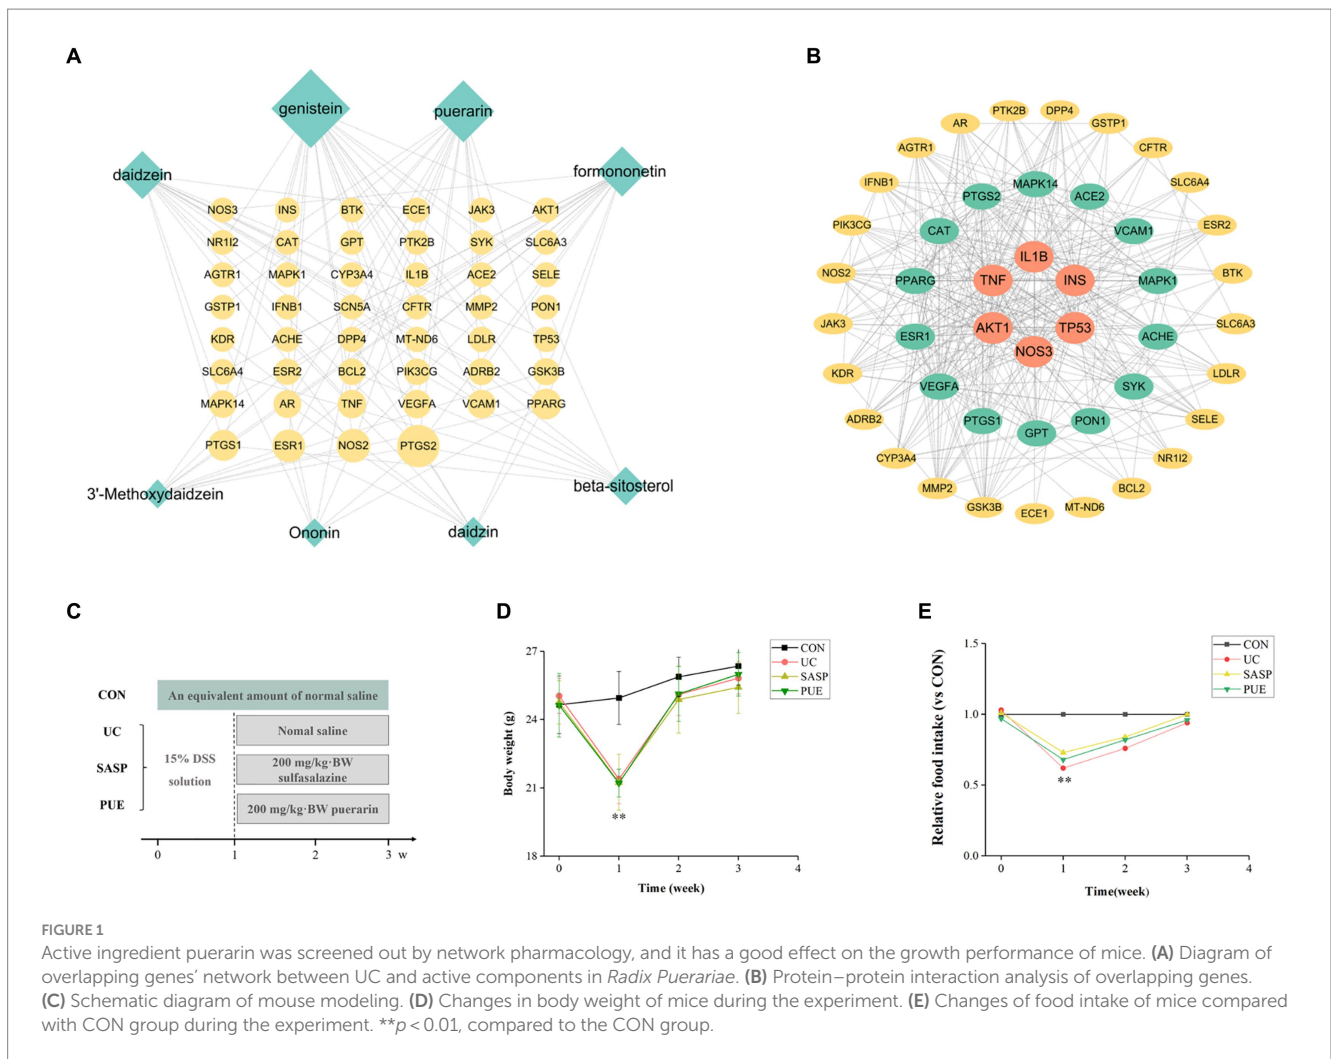 A
genistein
puerarin
daidzein
formononetin
NOS3 INS BTK ECE1 JAK3 AKT1
NR1I2 CAT GPT PTK2B SYK SLC6A3
AGTR1 MAPK1 CYP3A4 IL1B ACE2 SELE
GSTP1 IFNB1 SCN5A CFTR MMP2 PON1
KDR ACHE DPP4 MT-ND6 LDLR TP53
SLC6A4 ESR2 BCL2 PIK3CG ADRB2 GSK3B
MAPK14 AR TNF VEGFA VCAM1 PPARG
PTGS1 ESR1 NOS2 PTGS2
3'-Methoxydaidzein
beta-sitosterol
Ononin
daidzin
B
PTK2B
DPP4
AR
GSTP1
AGTR1
CFTR
IFNB1
SLC6A4
PIK3CG
ESR2
NOS2
BTK
JAK3
SLC6A3
KDR
LDLR
ADRB2
SELE
CYP3A4
NR1I2
MMP2
BCL2
GSK3B
ECE1
MT-ND6
MAPK14
PTGS2
ACE2
CAT
VCAM1
PPARG
MAPK1
ESR1
ACHE
VEGFA
SYK
PTGS1
GPT
PON1
IL1B
TNF
INS
AKT1
TP53
NOS3
C
CON
An equivalent amount of normal saline
UC
SASP
PUE
15% DSS
solution
Nomal saline
200 mg/kg·BW
sulfasalazine
200 mg/kg·BW puerarin
0 1 2 3 w
D
27
24
21
18
Body weight (g)
CON
UC
SASP
PUE
**
0 1 2 3 4
Time (week)
E
1.5
1.0
0.5
0.0
Relative food intake (vs CON)
CON
UC
SASP
PUE
**
0 1 2 3 4
Time(week)
FIGURE 1
Active ingredient puerarin was screened out by network pharmacology, and it has a good effect on the growth performance of mice. (A) Diagram of
overlapping genes’ network between UC and active components in Radix Puerariae. (B) Protein–protein interaction analysis of overlapping genes.
(C) Schematic diagram of mouse modeling. (D) Changes in body weight of mice during the experiment. (E) Changes of food intake of mice compared
with CON group during the experiment. **p < 0.01, compared to the CON group.